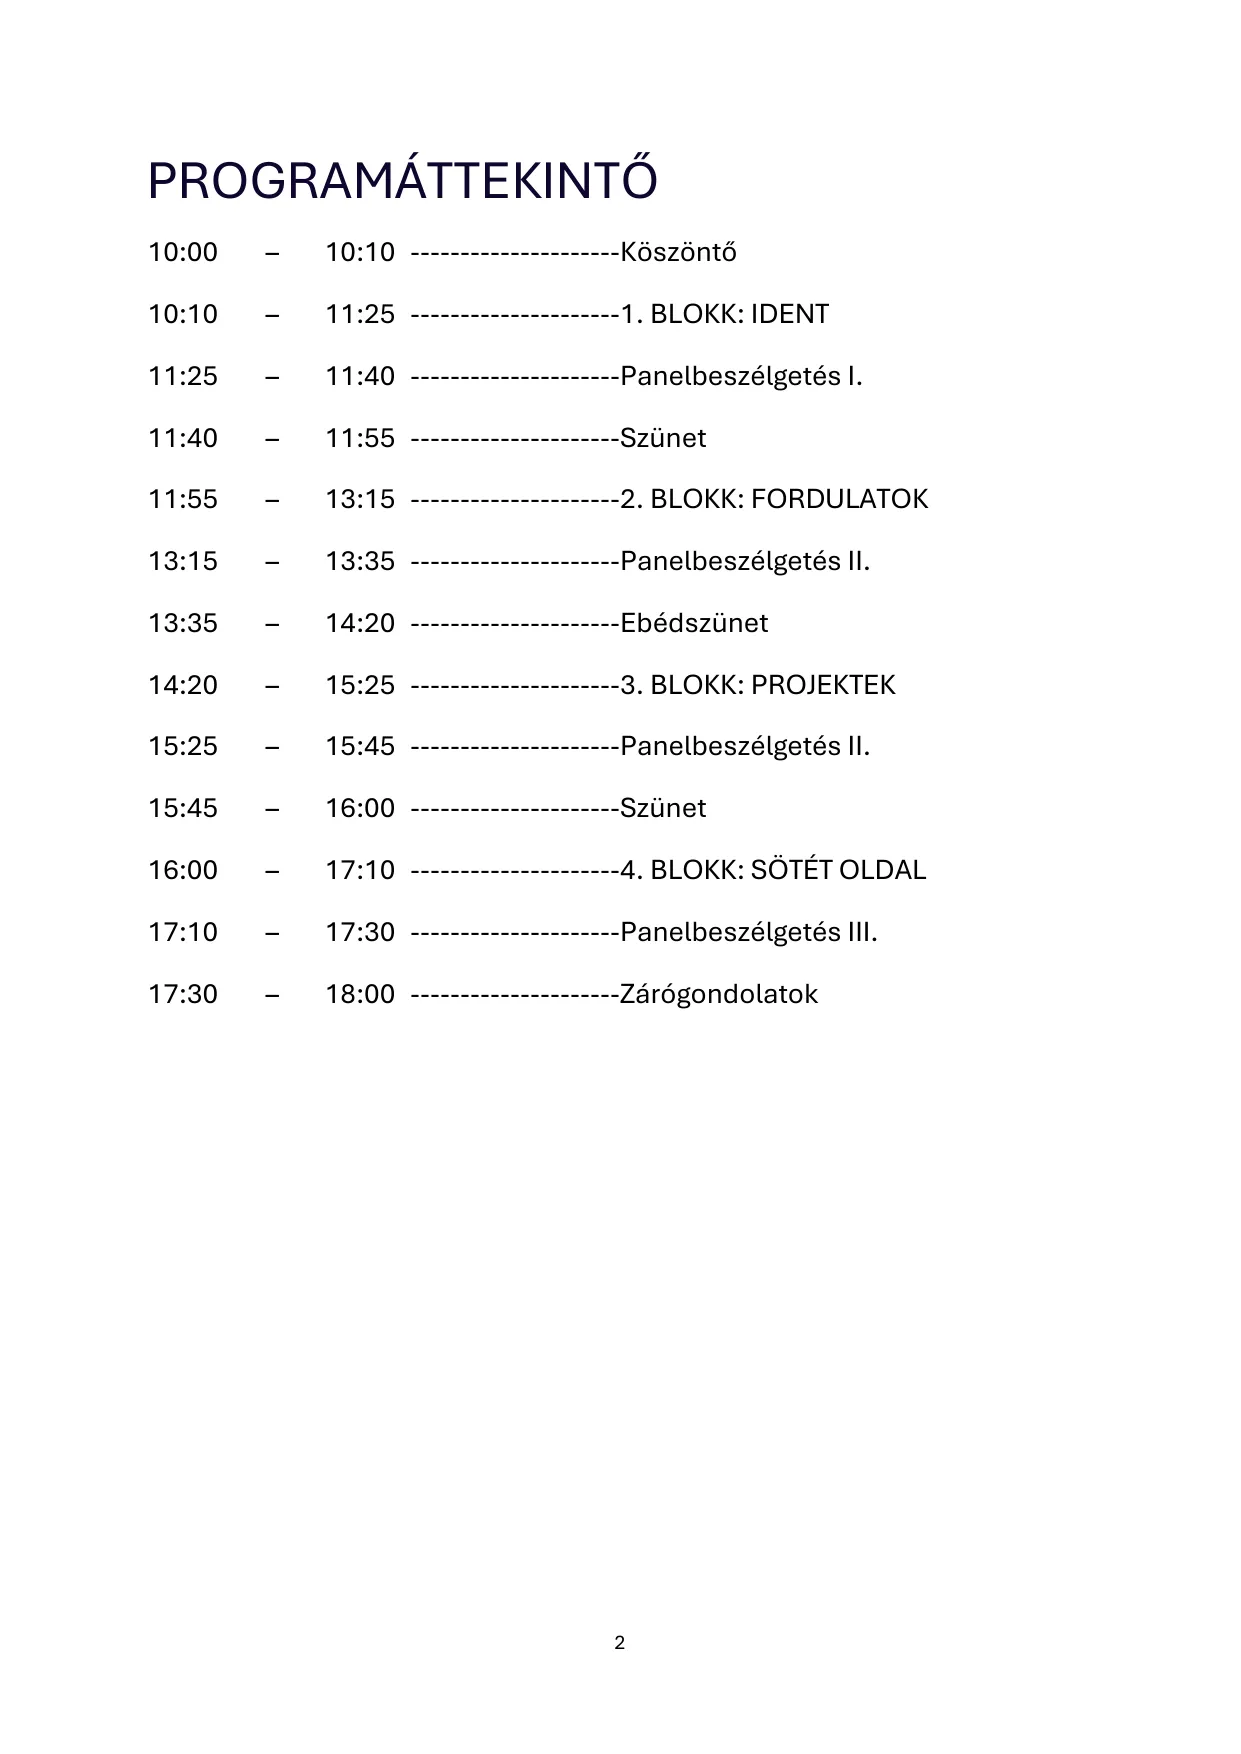 PROGRAMÁTTEKINTŐ
10:00 – 10:10 ---------------------Köszöntő
10:10 – 11:25 ---------------------1. BLOKK: IDENT
11:25 – 11:40 ---------------------Panelbeszélgetés I.
11:40 – 11:55 ---------------------Szünet
11:55 – 13:15 ---------------------2. BLOKK: FORDULATOK
13:15 – 13:35 ---------------------Panelbeszélgetés II.
13:35 – 14:20 ---------------------Ebédszünet
14:20 – 15:25 ---------------------3. BLOKK: PROJEKTEK
15:25 – 15:45 ---------------------Panelbeszélgetés II.
15:45 – 16:00 ---------------------Szünet
16:00 – 17:10 ---------------------4. BLOKK: SÖTÉT OLDAL
17:10 – 17:30 ---------------------Panelbeszélgetés III.
17:30 – 18:00 ---------------------Zárógondolatok
2